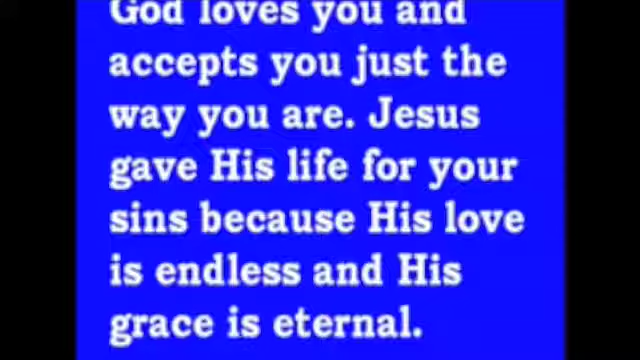 God loves you and
accepts you just the
way you are. Jesus
gave His life for your
sins because His love
is endless and His
grace is eternal.